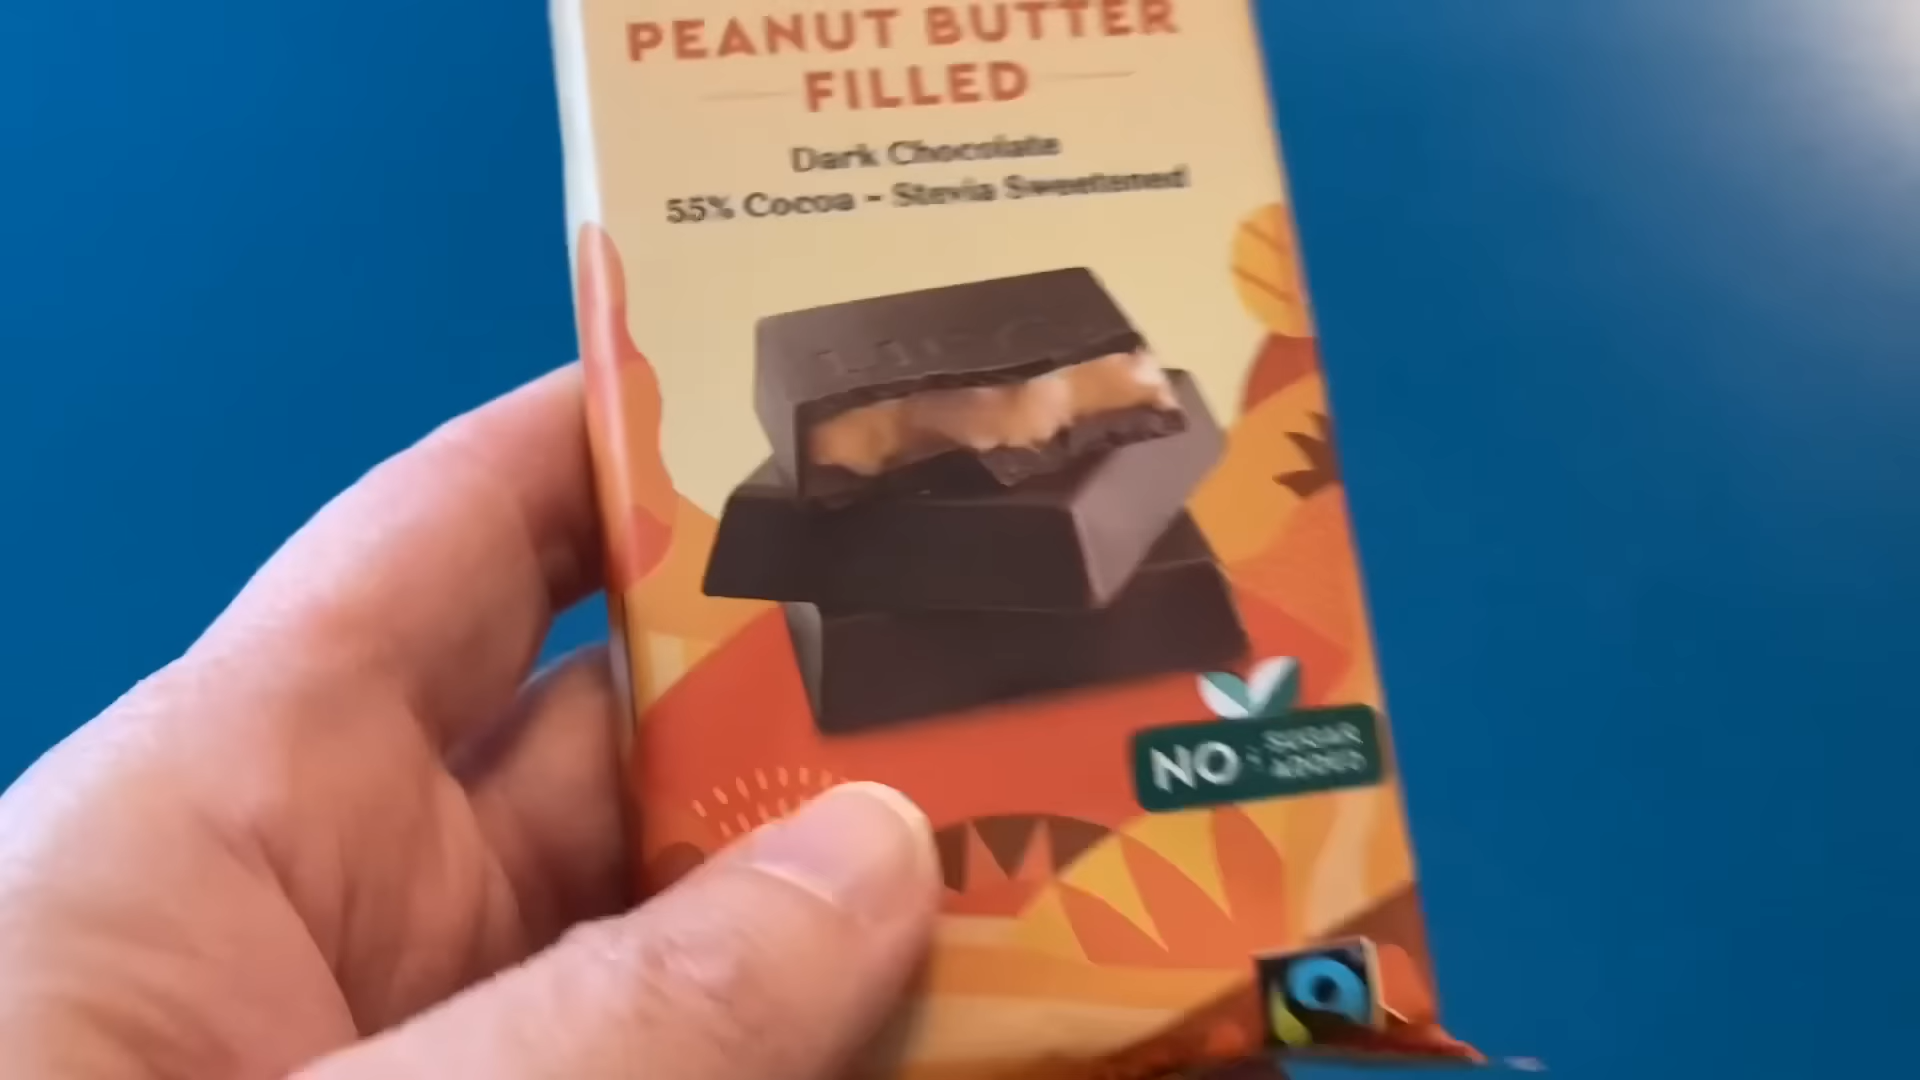 PEANUT BUTTER
FILLED
Dark Chocolate
55% Cocoa - Stevia Sweetened
NO SUGAR
ADDED